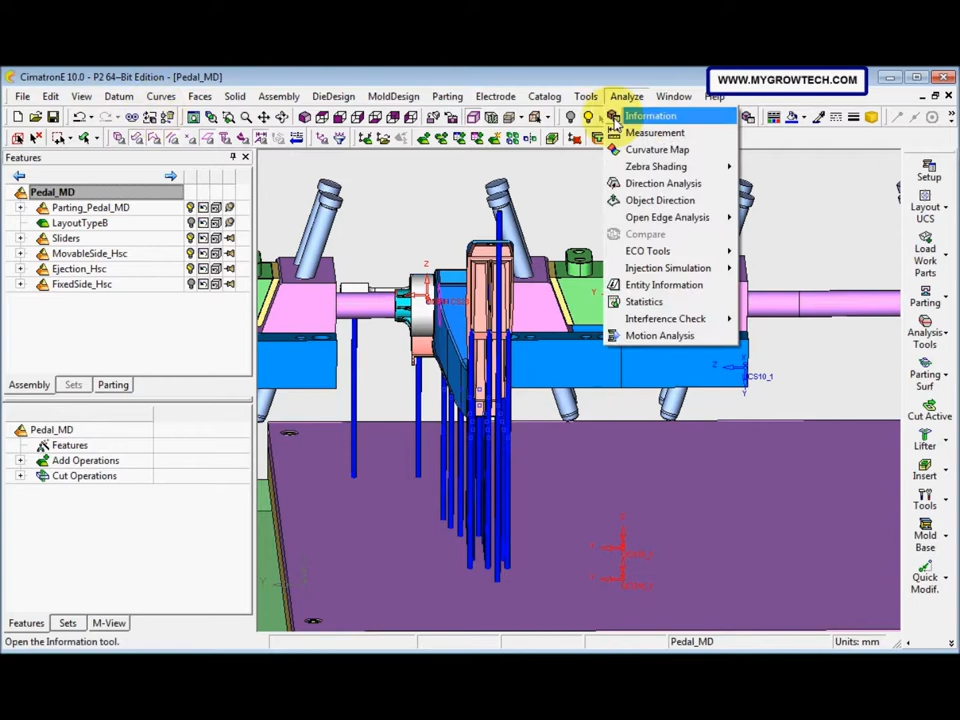 CimatronE 10.0 - P2 64–Bit Edition - [Pedal_MD]
WWW.MYGROWTECH.COM
File Edit View Datum Curves Faces Solid Assembly DieDesign MoldDesign Parting Electrode Catalog Tools Analyze Window Help
Features
Pedal_MD
Parting_Pedal_MD
LayoutTypeB
Sliders
MovableSide_Hsc
Ejection_Hsc
FixedSide_Hsc
Assembly Sets Parting
Pedal_MD
Features
Add Operations
Cut Operations
Features Sets M-View
Information
Measurement
Curvature Map
Zebra Shading
Direction Analysis
Object Direction
Open Edge Analysis
Compare
ECO Tools
Injection Simulation
Entity Information
Statistics
Interference Check
Motion Analysis
Z
Y
Z
Y
UCS10_1
Y
Setup
Layout
UCS
Load
Work
Parts
Parting
Analysis
Tools
Parting
Surf
Cut Active
Lifter
Insert
Tools
Mold
Base
Quick
Modif.
Open the Information tool.
Pedal_MD
Units: mm